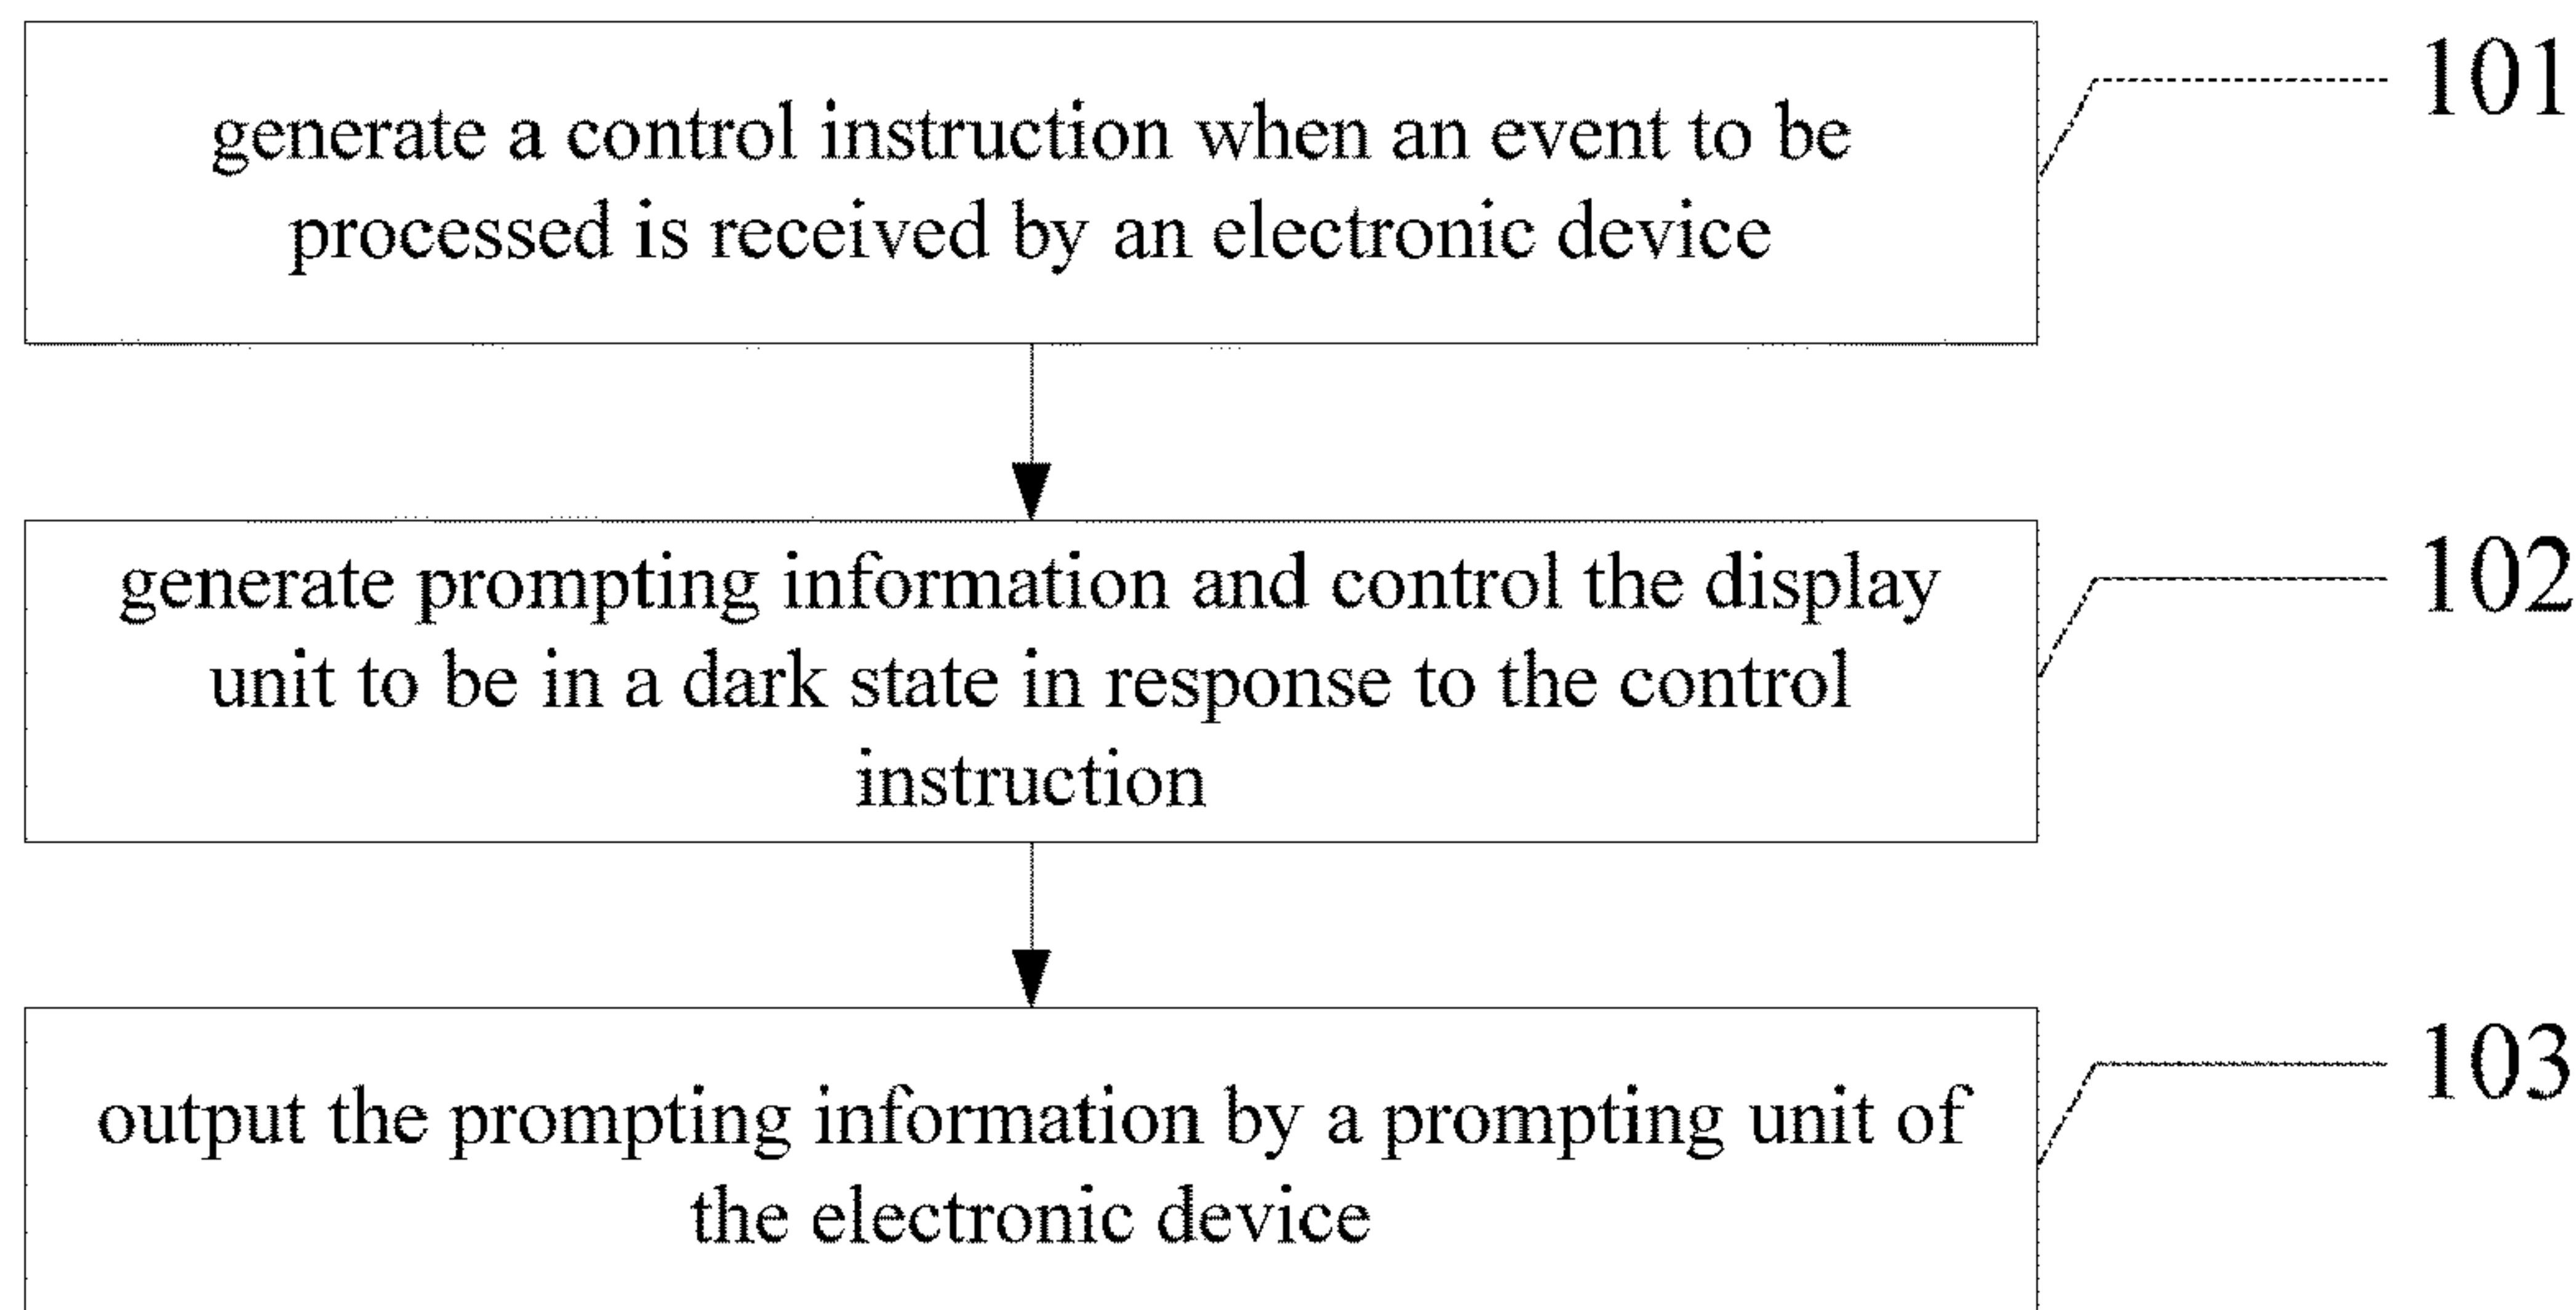 generate a control instruction when an event to be
processed is received by an electronic device
101
generate prompting information and control the display
unit to be in a dark state in response to the control
instruction
102
output the prompting information by a prompting unit of
the electronic device
103